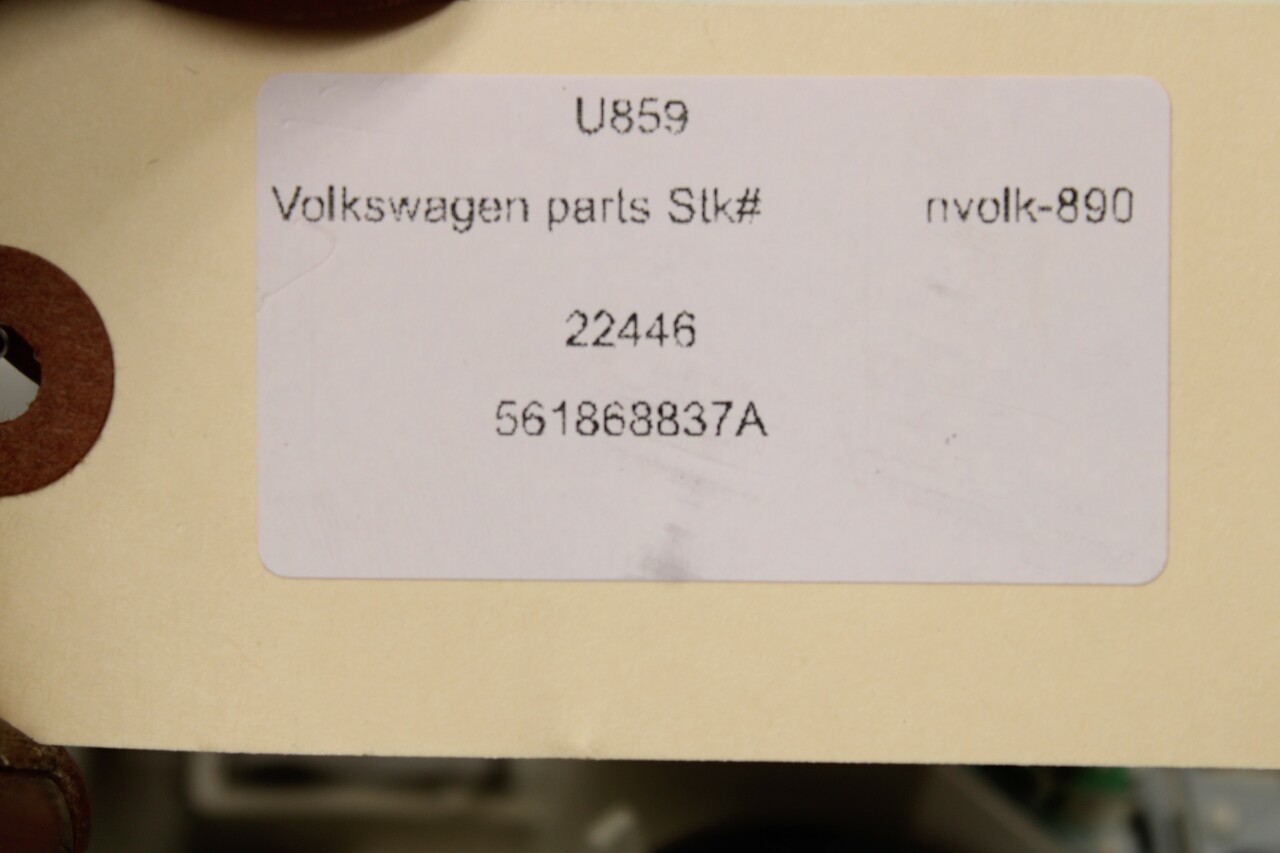 U859
Volkswagen parts Stk# nvolk-890
22446
561868837A